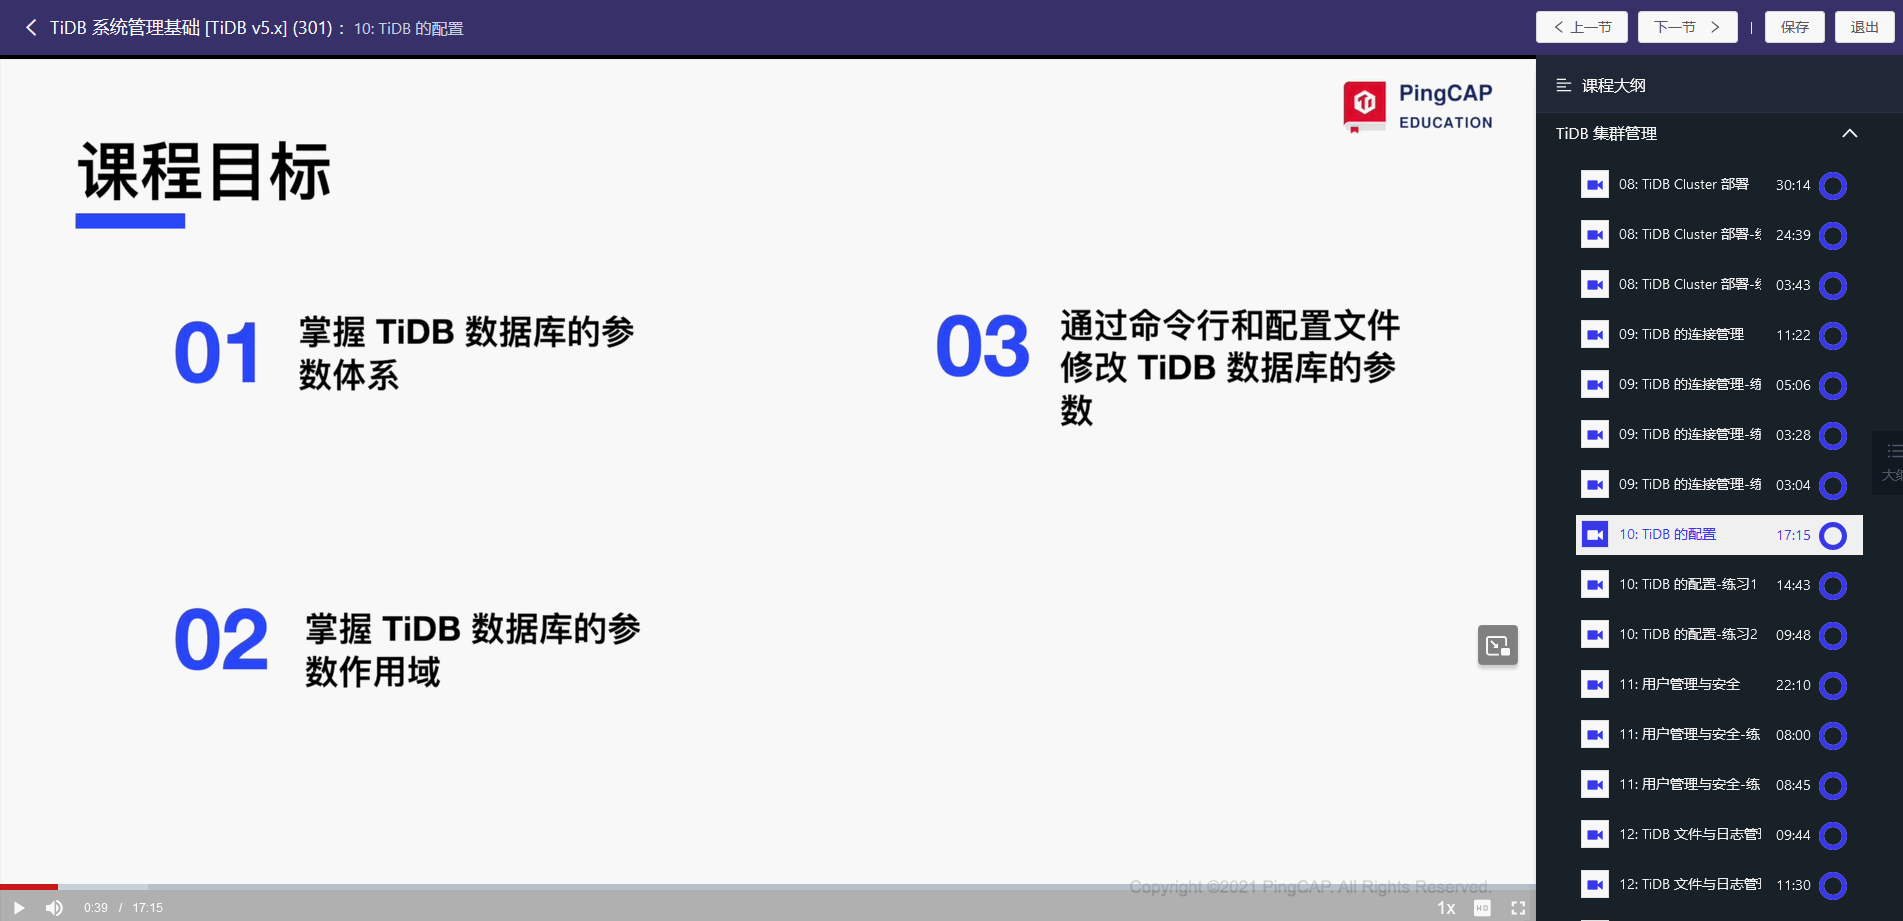 TiDB 系统管理基础 [TiDB v5.x] (301) : 10: TiDB 的配置
上一节
下一节
保存
退出
PingCAP
EDUCATION
课程目标
01
掌握 TiDB 数据库的参
数体系
03
通过命令行和配置文件
修改 TiDB 数据库的参
数
02
掌握 TiDB 数据库的参
数作用域
Copyright ©2021 PingCAP. All Rights Reserved.
0:39 / 17:15
1x
HD
课程大纲
TiDB 集群管理
08: TiDB Cluster 部署 30:14
08: TiDB Cluster 部署- 24:39
08: TiDB Cluster 部署- 03:43
09: TiDB 的连接管理 11:22
09: TiDB 的连接管理-练 05:06
09: TiDB 的连接管理-练 03:28
09: TiDB 的连接管理-练 03:04
10: TiDB 的配置 17:15
10: TiDB 的配置-练习1 14:43
10: TiDB 的配置-练习2 09:48
11: 用户管理与安全 22:10
11: 用户管理与安全-练 08:00
11: 用户管理与安全-练 08:45
12: TiDB 文件与日志管 09:44
12: TiDB 文件与日志管 11:30
大